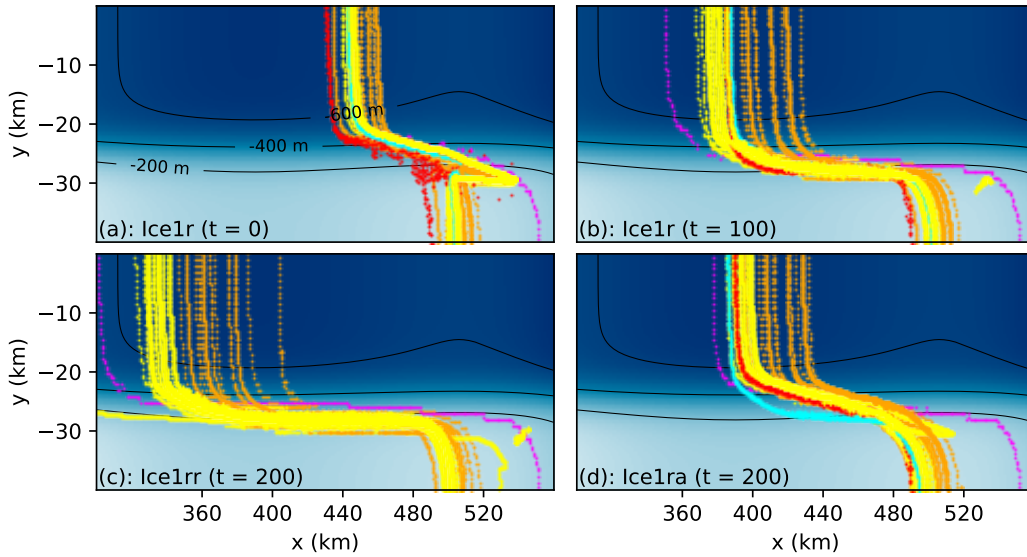 −10
−20
−30
y (km)
-600 m
-400 m
-200 m
(a): Ice1r (t = 0)
(b): Ice1r (t = 100)
−10
−20
−30
y (km)
(c): Ice1rr (t = 200)
(d): Ice1ra (t = 200)
360 400 440 480 520
360 400 440 480 520
x (km)
x (km)